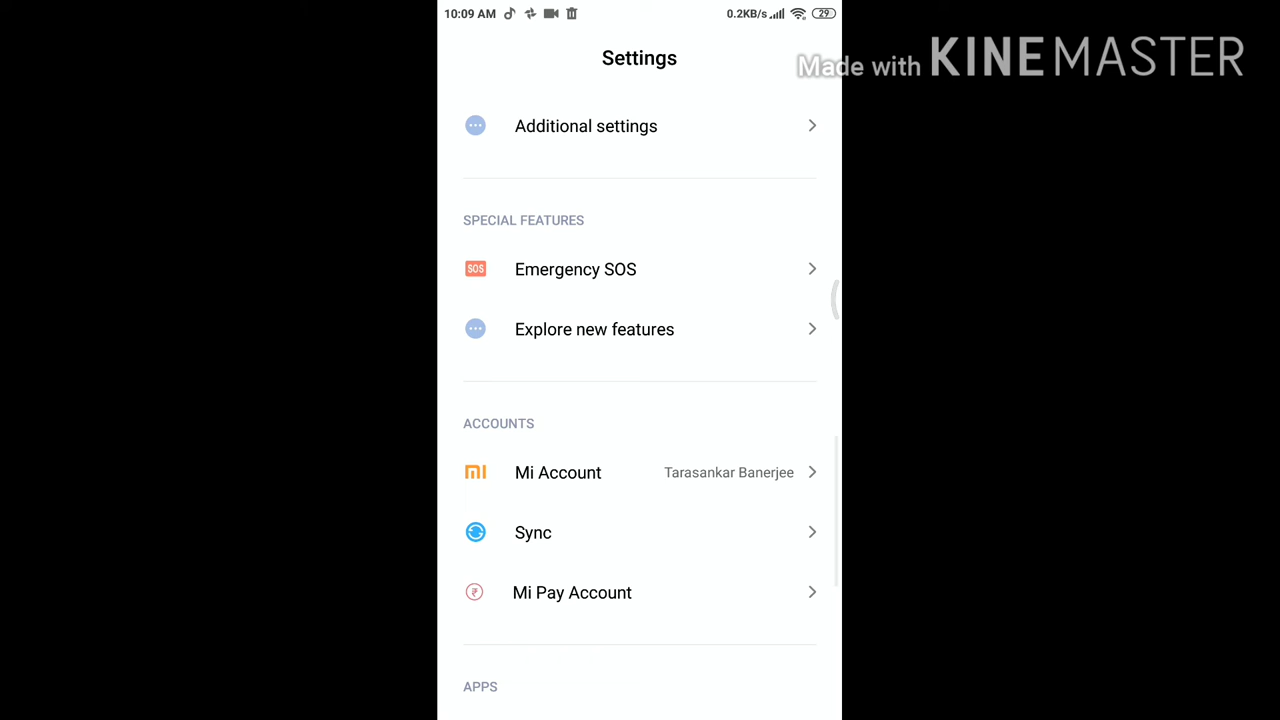 10:09 AM 0.2KB/s 29
Settings
Made with KINEMASTER
Additional settings
SPECIAL FEATURES
SOS Emergency SOS
Explore new features
ACCOUNTS
mi Mi Account Tarasankar Banerjee
Sync
₹ Mi Pay Account
APPS